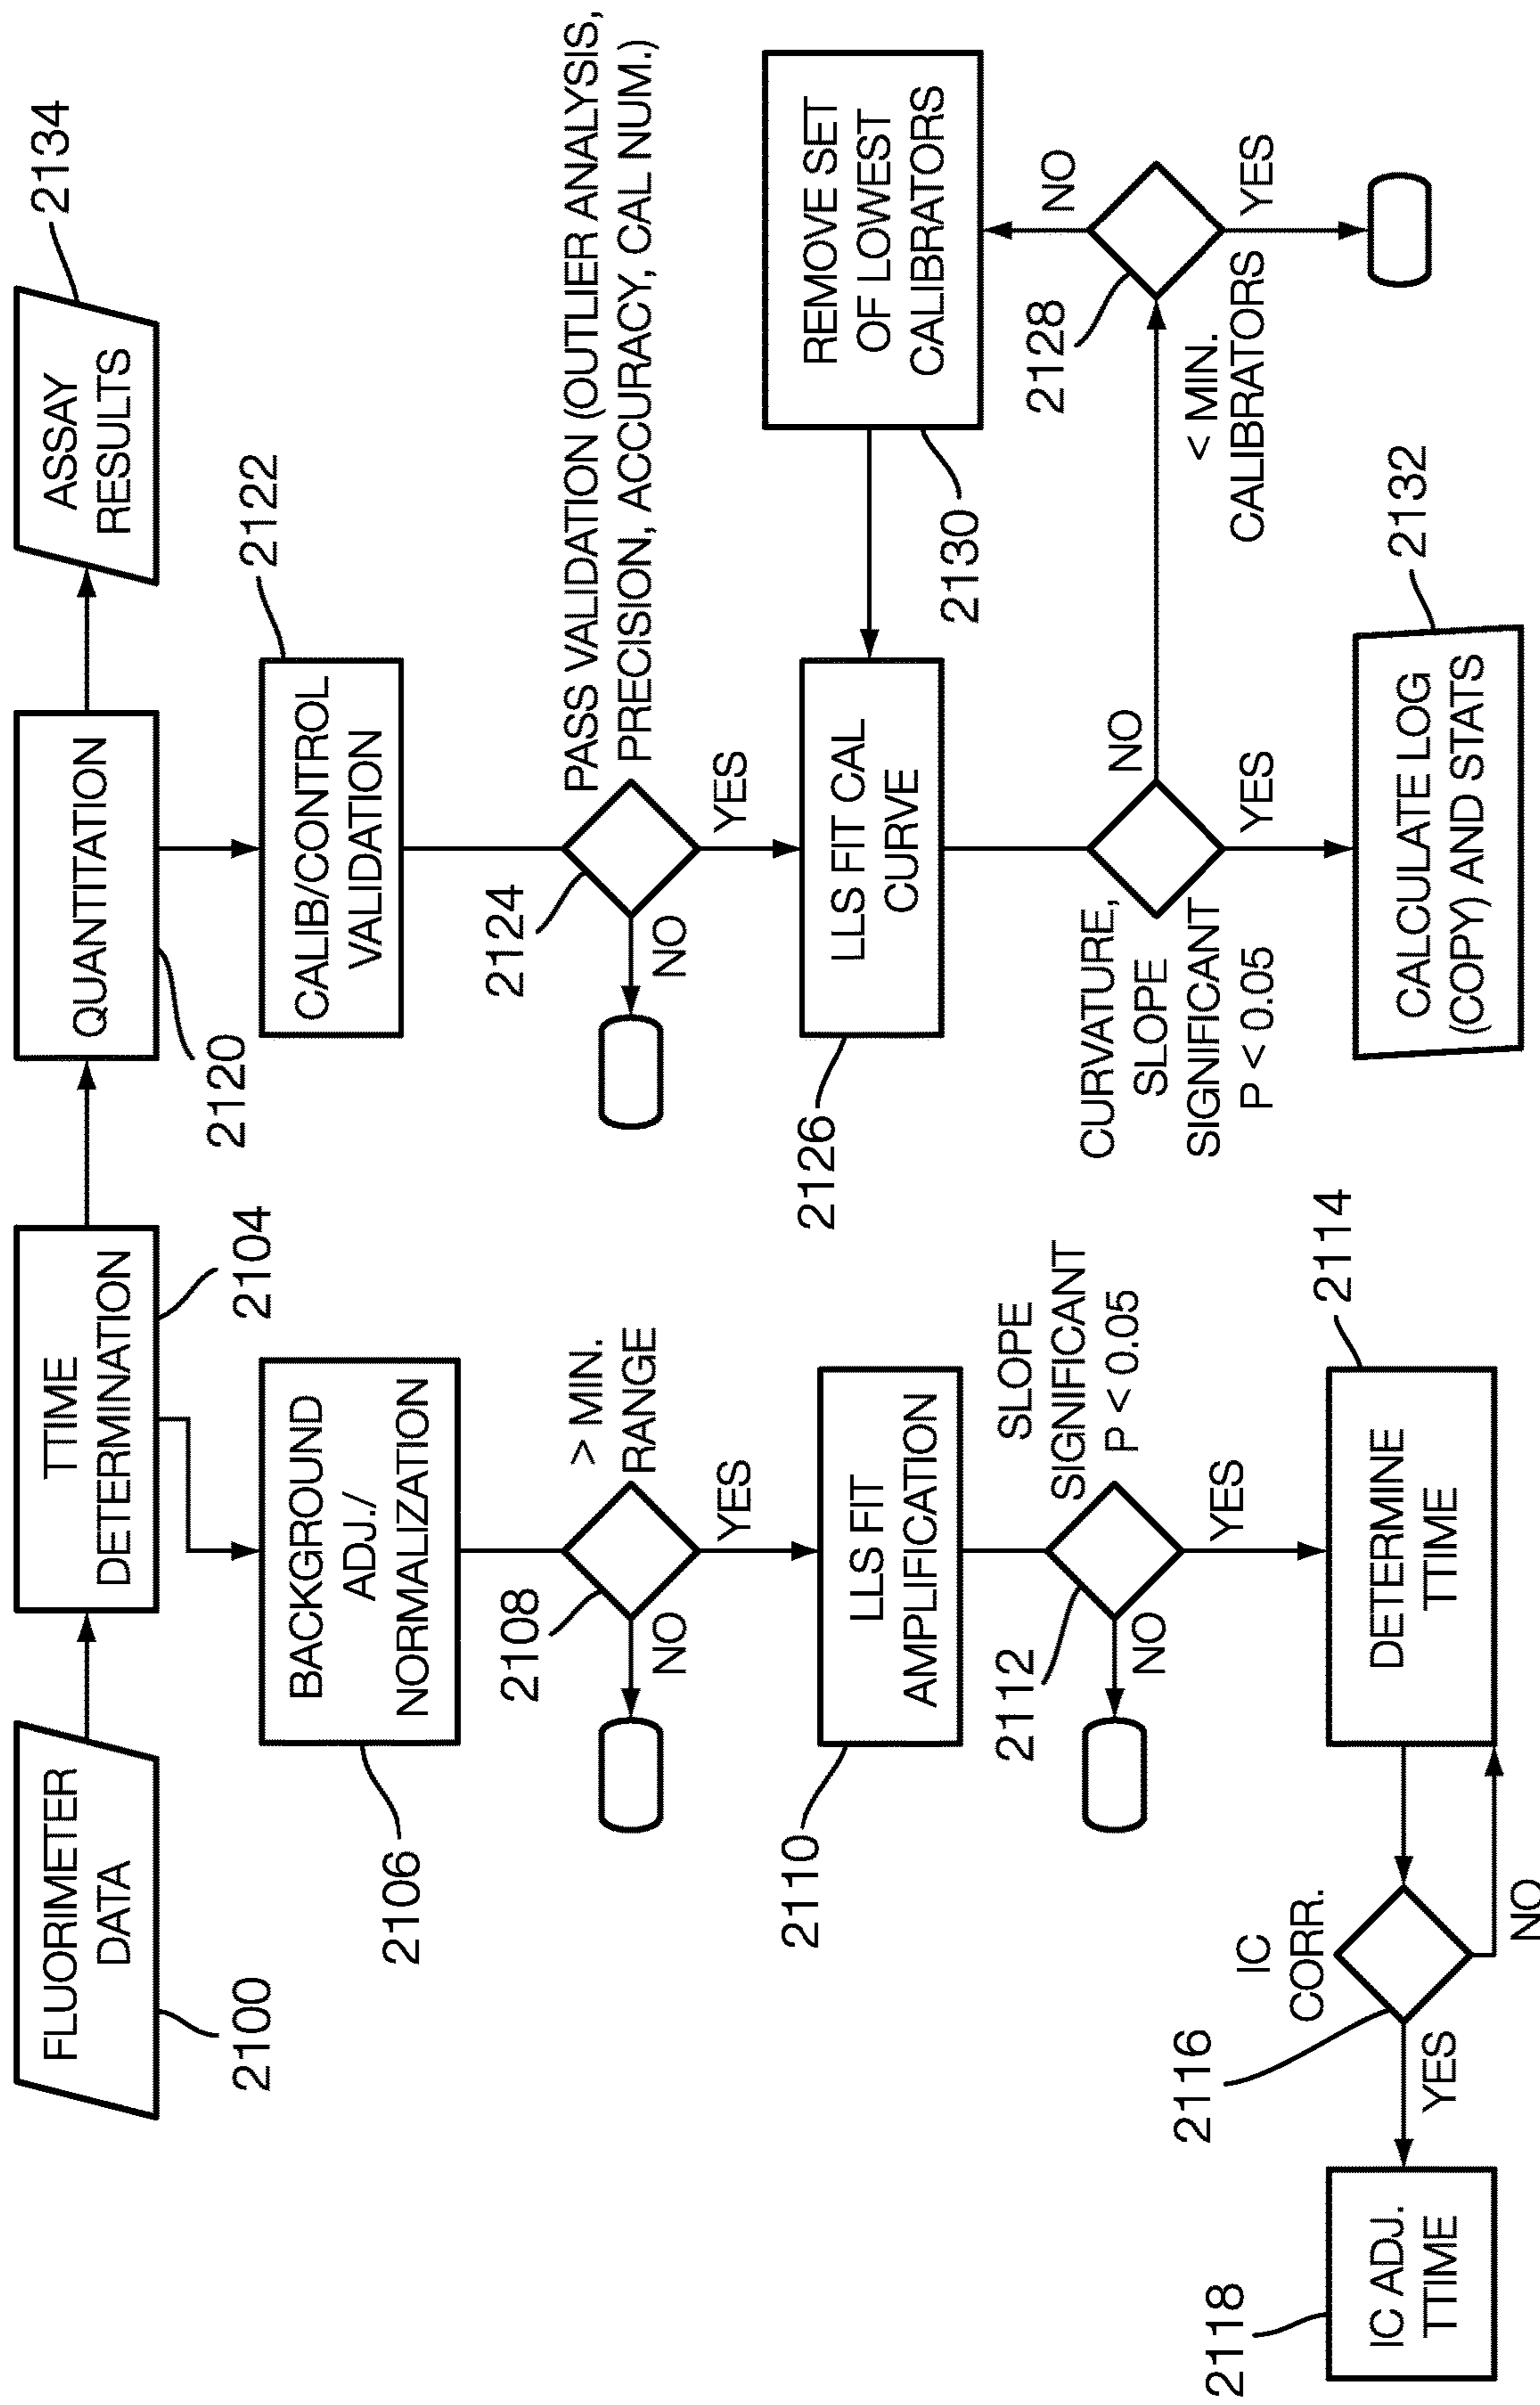 FLUORIMETER
DATA
2100
TTIME
DETERMINATION
2104
QUANTITATION
2120
ASSAY
RESULTS
2134
BACKGROUND
ADJ./
NORMALIZATION
2106
> MIN.
RANGE
2108
NO
YES
LLS FIT
AMPLIFICATION
2110
SLOPE
SIGNIFICANT
P < 0.05
2112
NO
YES
DETERMINE
TTIME
2114
IC
CORR.
2116
NO
YES
IC ADJ.
TTIME
2118
CALIB/CONTROL
VALIDATION
2122
PASS VALIDATION (OUTLIER ANALYSIS,
PRECISION, ACCURACY, CAL NUM.)
2124
NO
YES
LLS FIT CAL
CURVE
2126
REMOVE SET
OF LOWEST
CALIBRATORS
2130
CURVATURE,
SLOPE
SIGNIFICANT
P < 0.05
NO
YES
2128
NO
< MIN.
CALIBRATORS
YES
CALCULATE LOG
(COPY) AND STATS
2132